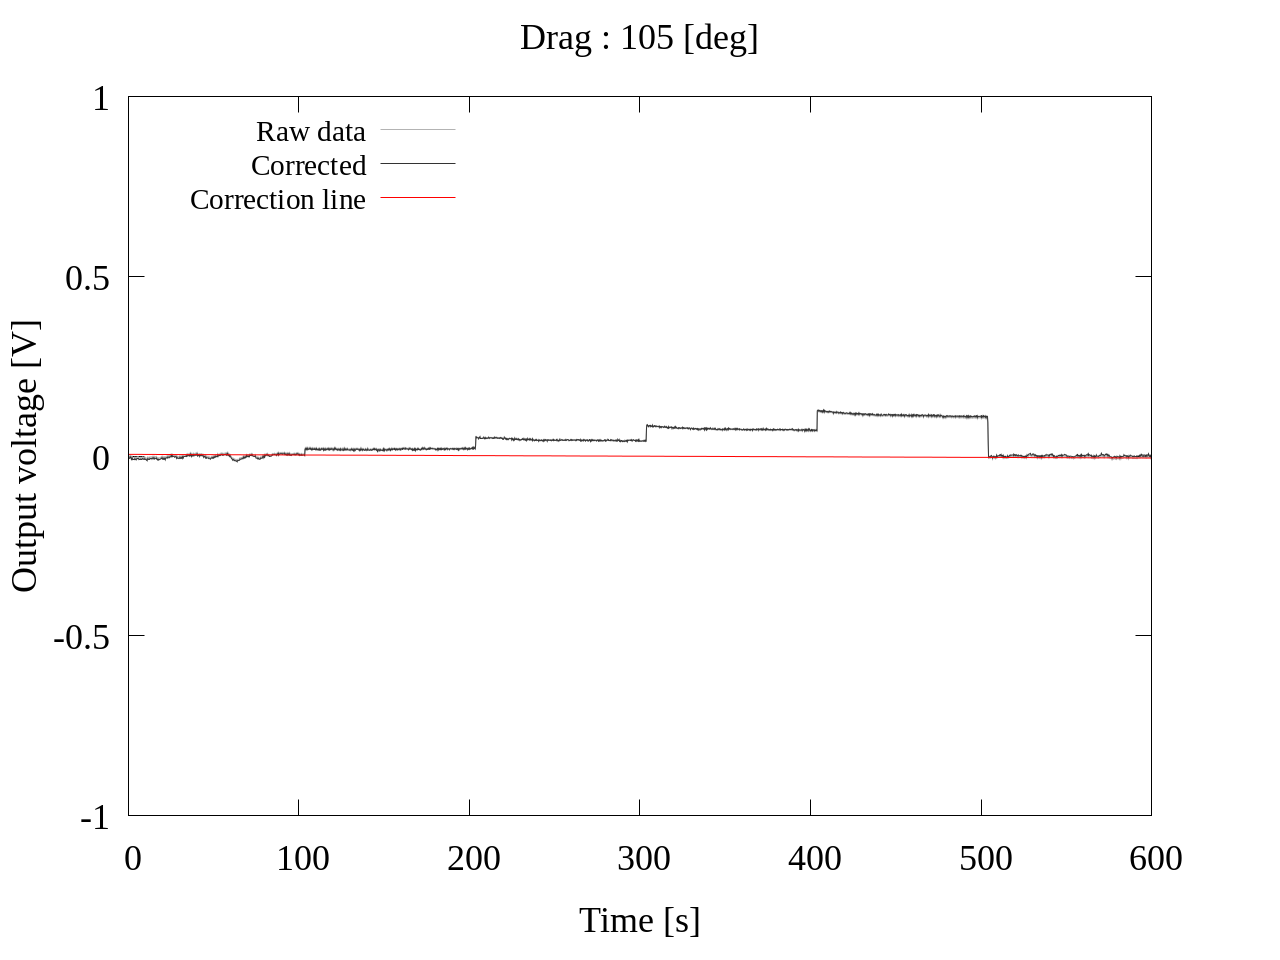 Drag : 105 [deg]
1
Raw data
Corrected
Correction line
0.5
0
-0.5
-1
Output voltage [V]
0 100 200 300 400 500 600
Time [s]